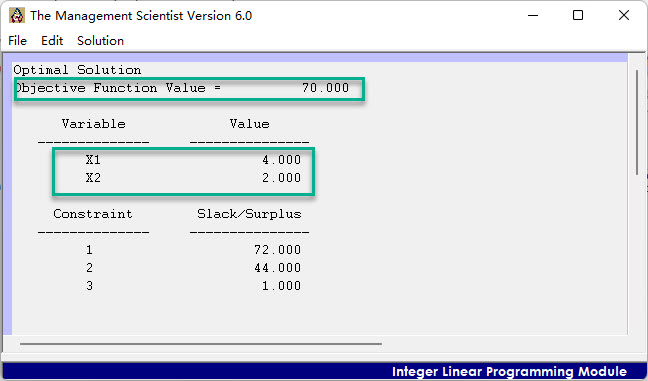 The Management Scientist Version 6.0
File Edit Solution
Optimal Solution
Objective Function Value = 70.000
Variable Value
-------------- ---------------
X1 4.000
X2 2.000
Constraint Slack/Surplus
-------------- ---------------
1 72.000
2 44.000
3 1.000
Integer Linear Programming Module